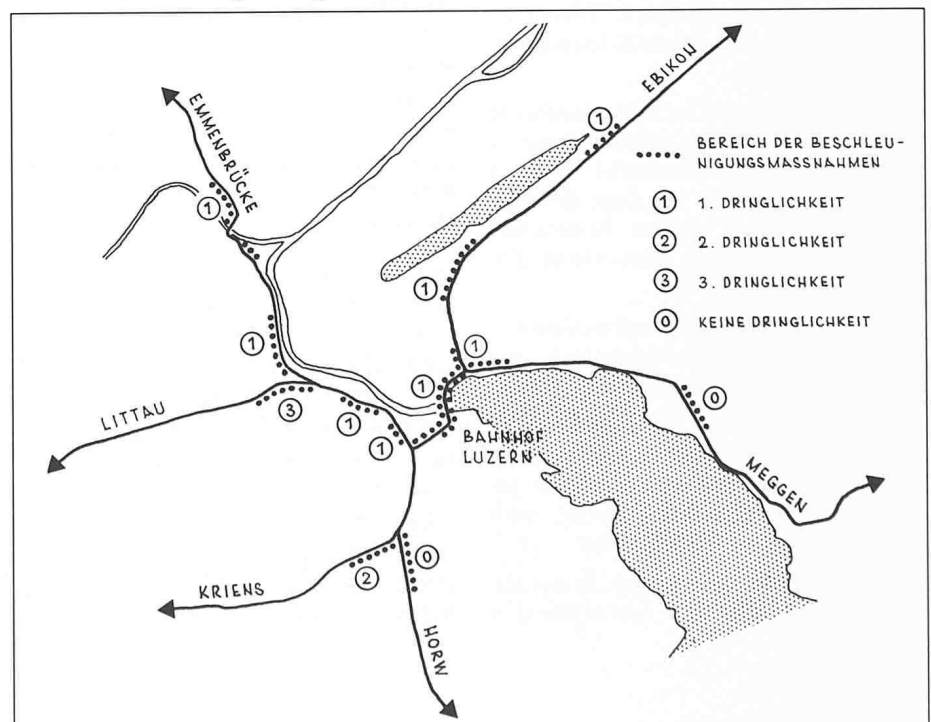 EMMENBRÜCKE
EBIKON
BEREICH DER BESCHLEU-
NIGUNGSMASSNAHMEN
1 1. DRINGLICHKEIT
2 2. DRINGLICHKEIT
3 3. DRINGLICHKEIT
0 KEINE DRINGLICHKEIT
1
1
1
1
1
1
LITTAU
3
1
1
0
BAHNHOF
LUZERN
MEGGEN
KRIENS
2
0
HORW